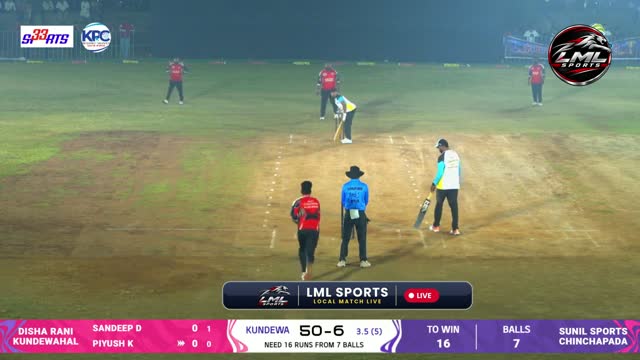 33 SPORTS
KPC
LML
SPORTS
LML SPORTS
LOCAL MATCH LIVE
LIVE
DISHA RANI
KUNDEWAHAL
SANDEEP D 0 1
PIYUSH K 0 0
KUNDEWA 50-6 3.5 (5)
NEED 16 RUNS FROM 7 BALLS
TO WIN
16
BALLS
7
SUNIL SPORTS
CHINCHAPADA